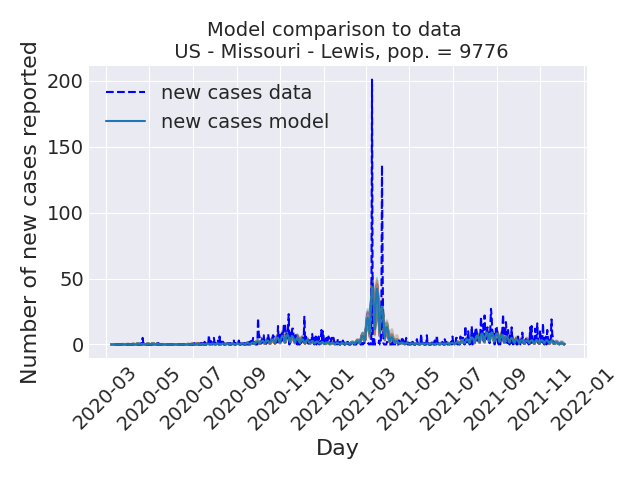 Model comparison to data
US - Missouri - Lewis, pop. = 9776
Number of new cases reported
200
150
100
50
0
new cases data
new cases model
2020-03
2020-05
2020-07
2020-09
2020-11
2021-01
2021-03
2021-05
2021-07
2021-09
2021-11
2022-01
Day